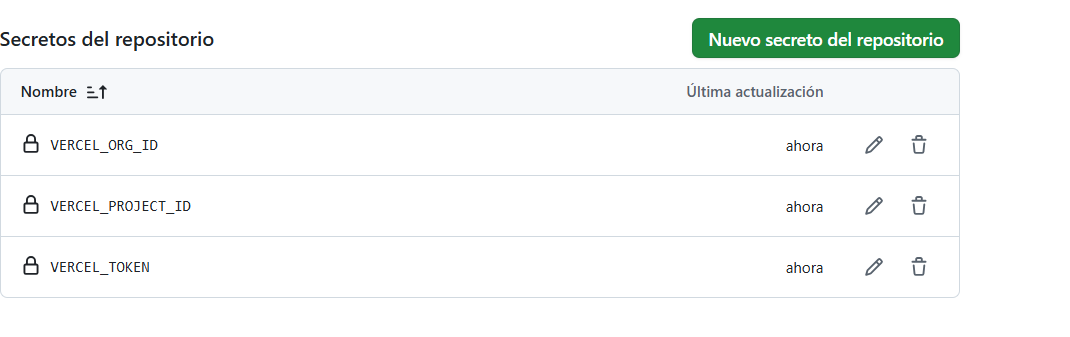 Secretos del repositorio
Nuevo secreto del repositorio
Nombre
Última actualización
VERCEL_ORG_ID
ahora
VERCEL_PROJECT_ID
ahora
VERCEL_TOKEN
ahora